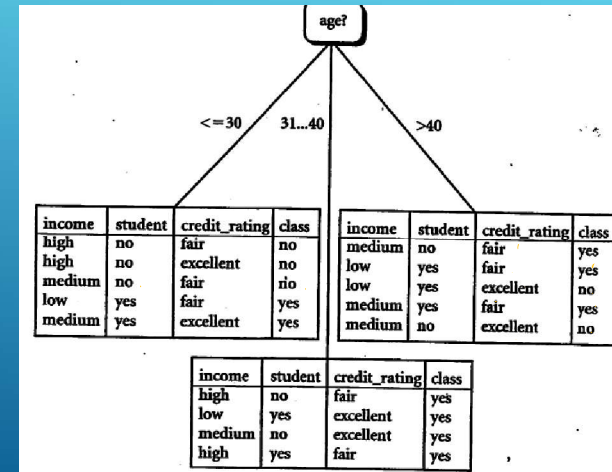 age?
<=30 31...40 >40
income student credit_rating class
high no fair no
high no excellent no
medium no fair no
low yes fair yes
medium yes excellent yes
income student credit_rating class
medium no fair yes
low yes fair yes
low yes excellent no
medium yes fair yes
medium no excellent no
income student credit_rating class
high no fair yes
low yes excellent yes
medium no excellent yes
high yes fair yes